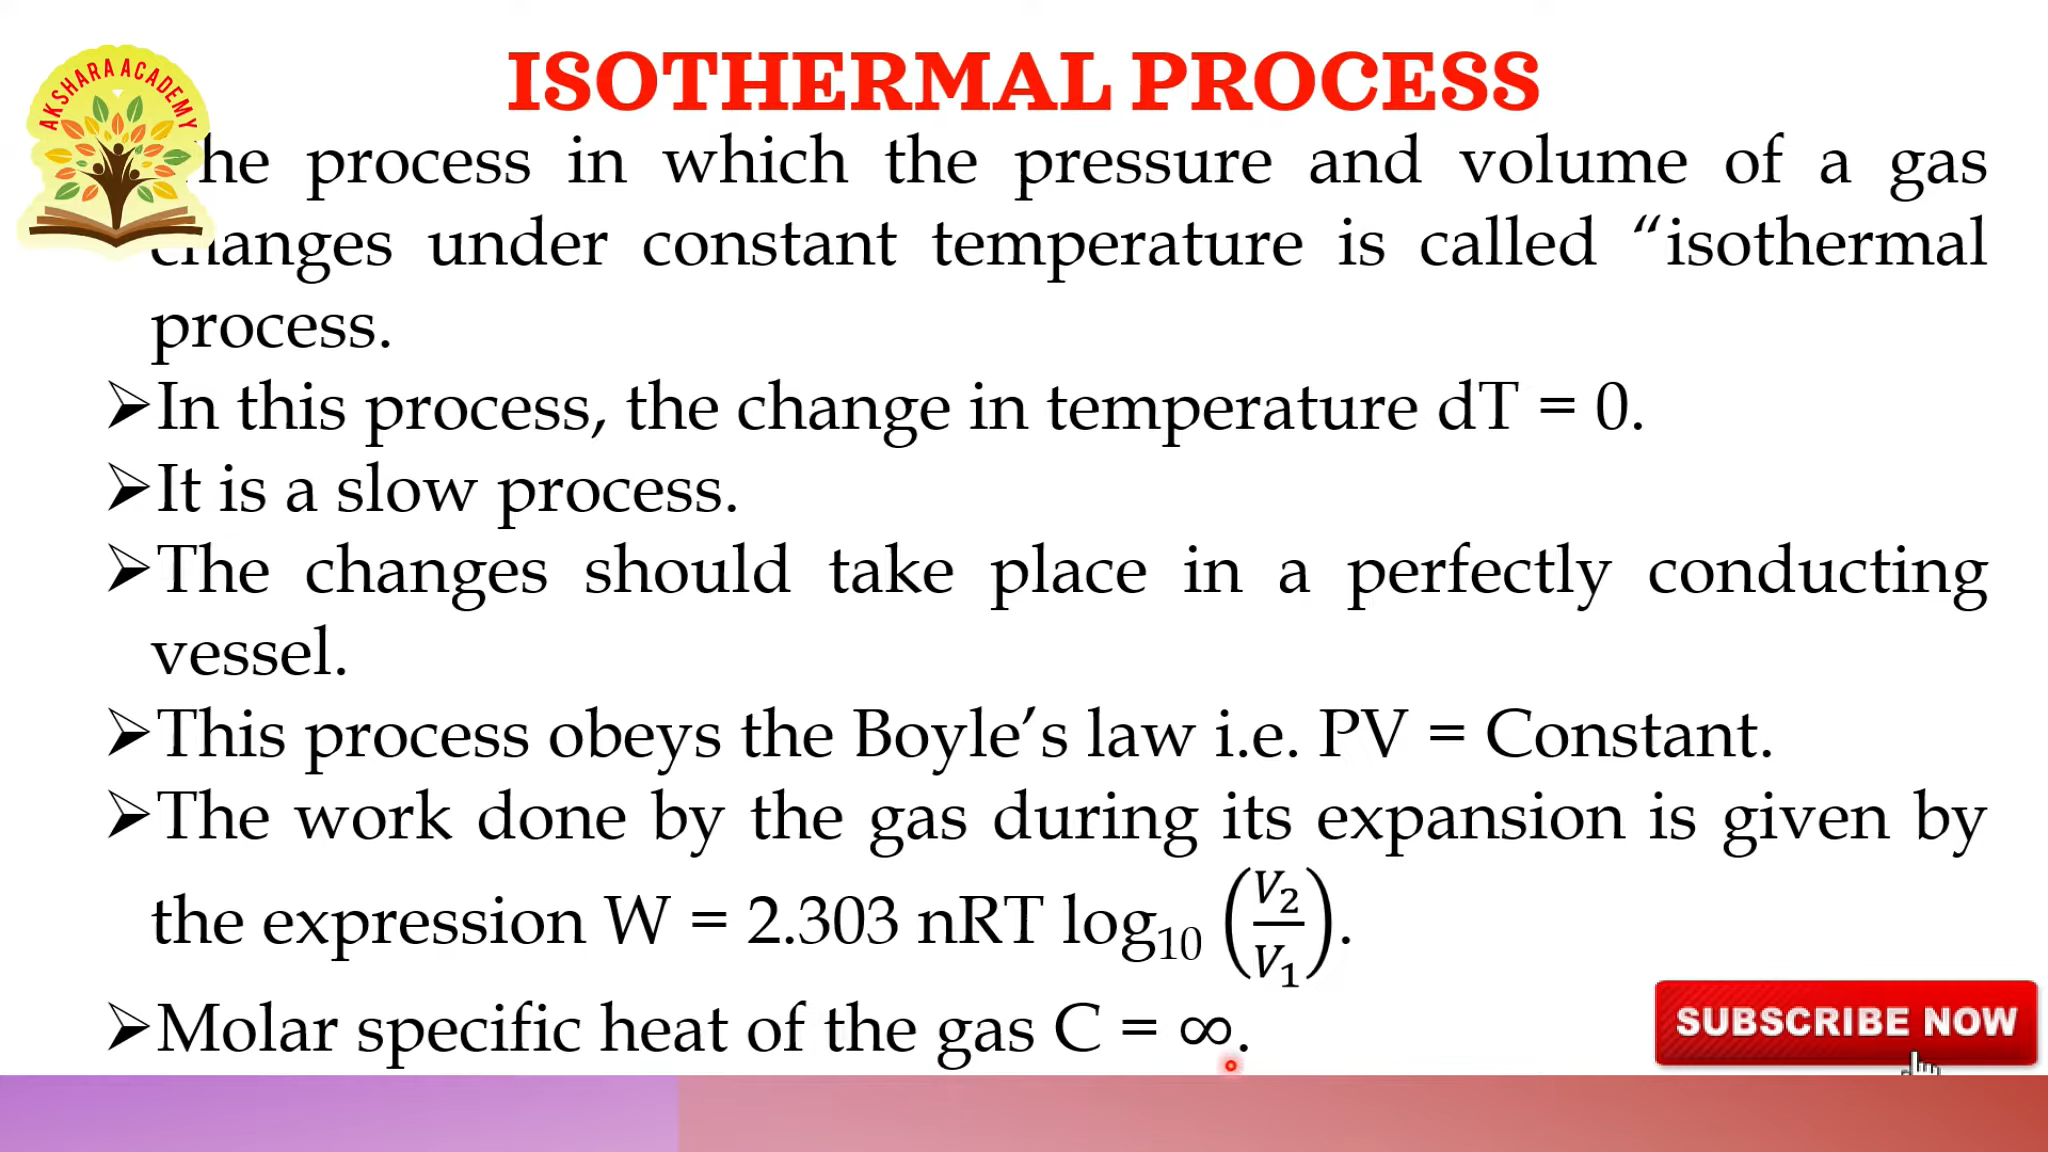 AKSHARA ACADEMY
ISOTHERMAL PROCESS
The process in which the pressure and volume of a gas
changes under constant temperature is called “isothermal
process.
➢In this process, the change in temperature dT = 0.
➢It is a slow process.
➢The changes should take place in a perfectly conducting
vessel.
➢This process obeys the Boyle’s law i.e. PV = Constant.
➢The work done by the gas during its expansion is given by
the expression W = 2.303 nRT log₁₀ (V₂/V₁).
➢Molar specific heat of the gas C = ∞.
SUBSCRIBE NOW